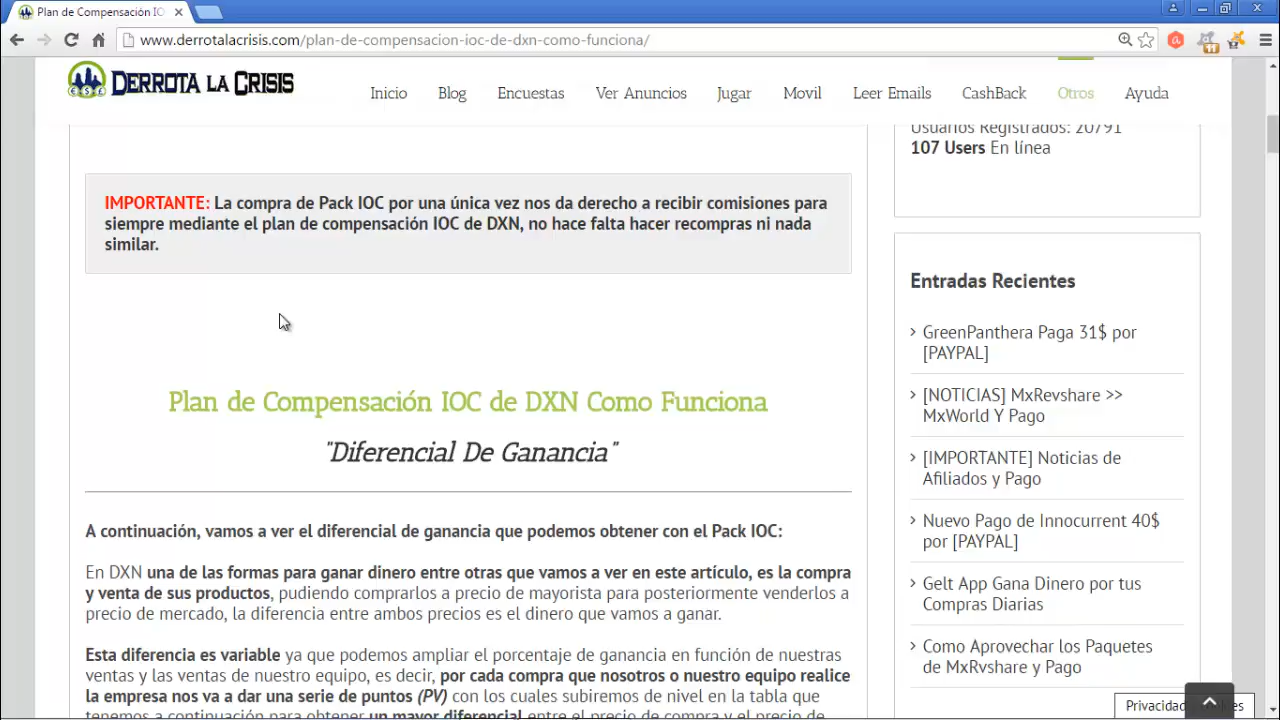 Plan de Compensación IO
www.derrotalacrisis.com/plan-de-compensacion-ioc-de-dxn-como-funciona/
11
DERROTA LA CRISIS
Inicio Blog Encuestas Ver Anuncios Jugar Movil Leer Emails CashBack Otros Ayuda
Usuarios Registrados: 20791
107 Users En línea
IMPORTANTE: La compra de Pack IOC por una única vez nos da derecho a recibir comisiones para
siempre mediante el plan de compensación IOC de DXN, no hace falta hacer recompras ni nada
similar.
Plan de Compensación IOC de DXN Como Funciona
"Diferencial De Ganancia"
A continuación, vamos a ver el diferencial de ganancia que podemos obtener con el Pack IOC:
En DXN una de las formas para ganar dinero entre otras que vamos a ver en este artículo, es la compra
y venta de sus productos, pudiendo comprarlos a precio de mayorista para posteriormente venderlos a
precio de mercado, la diferencia entre ambos precios es el dinero que vamos a ganar.
Esta diferencia es variable ya que podemos ampliar el porcentaje de ganancia en función de nuestras
ventas y las ventas de nuestro equipo, es decir, por cada compra que nosotros o nuestro equipo realice
la empresa nos va a dar una serie de puntos (PV) con los cuales subiremos de nivel en la tabla que
tenemos a continuación para obtener un mayor diferencial entre el precio de compra y el precio de
Entradas Recientes
GreenPanthera Paga 31$ por
[PAYPAL]
[NOTICIAS] MxRevshare >>
MxWorld Y Pago
[IMPORTANTE] Noticias de
Afiliados y Pago
Nuevo Pago de Innocurrent 40$
por [PAYPAL]
Gelt App Gana Dinero por tus
Compras Diarias
Como Aprovechar los Paquetes
de MxRvshare y Pago
Privacidad